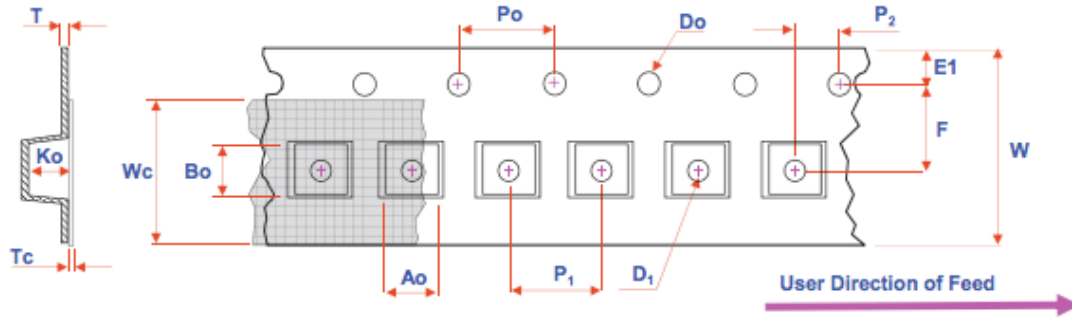 T
Po
Do
P₂
E1
F
W
Ko
Wc
Bo
Tc
Ao
P₁
D₁
User Direction of Feed